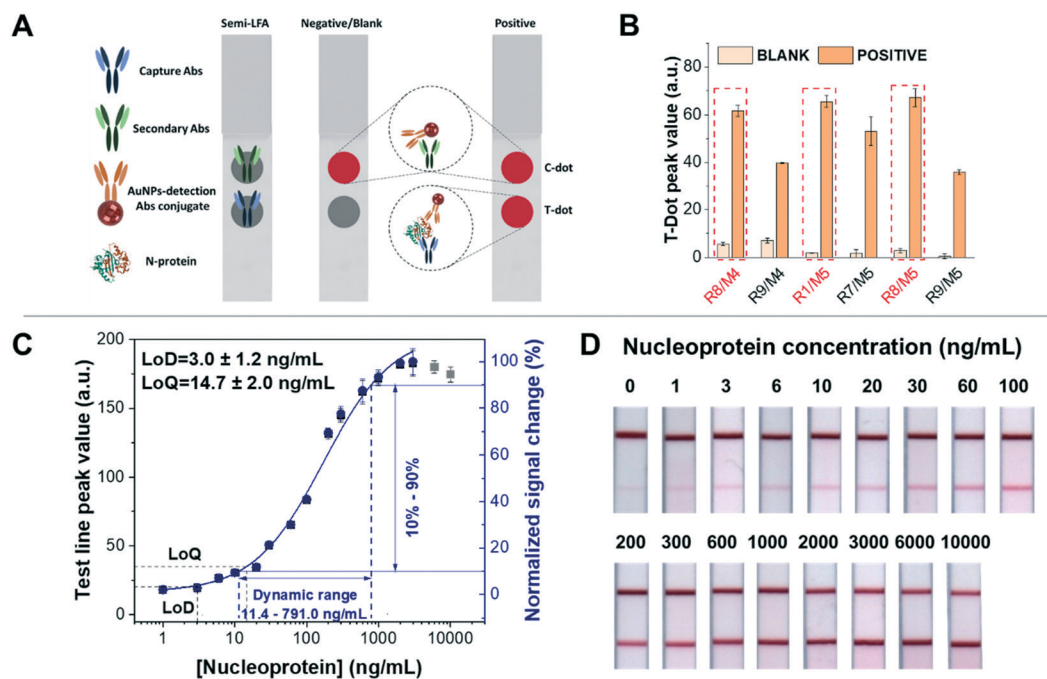 A
Semi-LFA
Negative/Blank
Positive
Capture Abs
Secondary Abs
AuNPs-detection
Abs conjugate
N-protein
C-dot
T-dot
B
BLANK
POSITIVE
T-Dot peak value (a.u.)
80
60
40
20
0
R8/M4
R9/M4
R1/M5
R7/M5
R8/M5
R9/M5
C
LoD=3.0 ± 1.2 ng/mL
LoQ=14.7 ± 2.0 ng/mL
Test line peak value (a.u.)
200
150
100
50
0
Normalized signal change (%)
100
80
60
40
20
0
10% - 90%
LoQ
LoD
Dynamic range
11.4 - 791.0 ng/mL
1
10
100
1000
10000
[Nucleoprotein] (ng/mL)
D
Nucleoprotein concentration (ng/mL)
0 1 3 6 10 20 30 60 100
200 300 600 1000 2000 3000 6000 10000